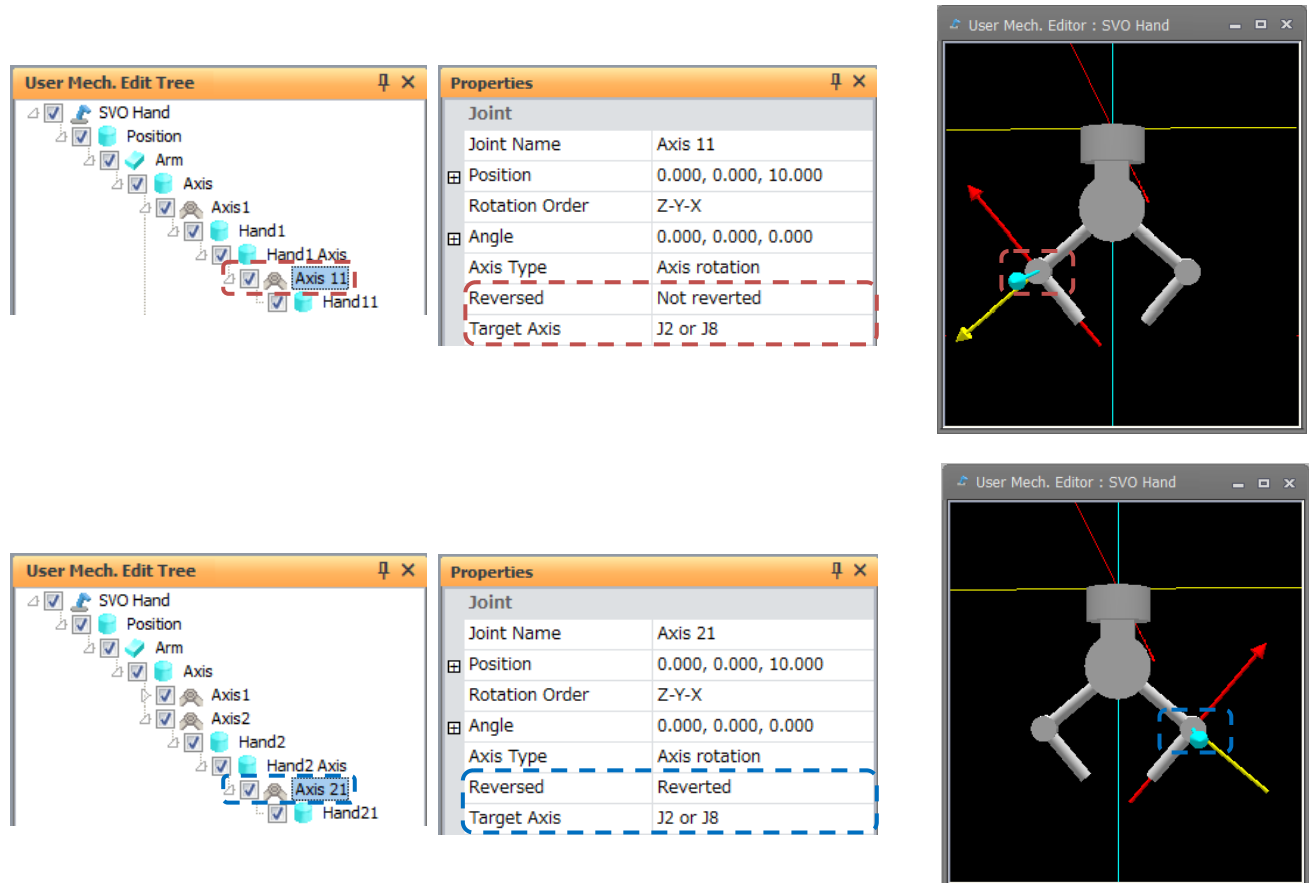 User Mech. Editor : SVO Hand
User Mech. Edit Tree
SVO Hand
Position
Arm
Axis
Axis1
Hand1
Hand1 Axis
Axis 11
Hand11
Properties
Joint
Joint Name Axis 11
Position 0.000, 0.000, 10.000
Rotation Order Z-Y-X
Angle 0.000, 0.000, 0.000
Axis Type Axis rotation
Reversed Not reverted
Target Axis J2 or J8
User Mech. Editor : SVO Hand
User Mech. Edit Tree
SVO Hand
Position
Arm
Axis
Axis1
Axis2
Hand2
Hand2 Axis
Axis 21
Hand21
Properties
Joint
Joint Name Axis 21
Position 0.000, 0.000, 10.000
Rotation Order Z-Y-X
Angle 0.000, 0.000, 0.000
Axis Type Axis rotation
Reversed Reverted
Target Axis J2 or J8